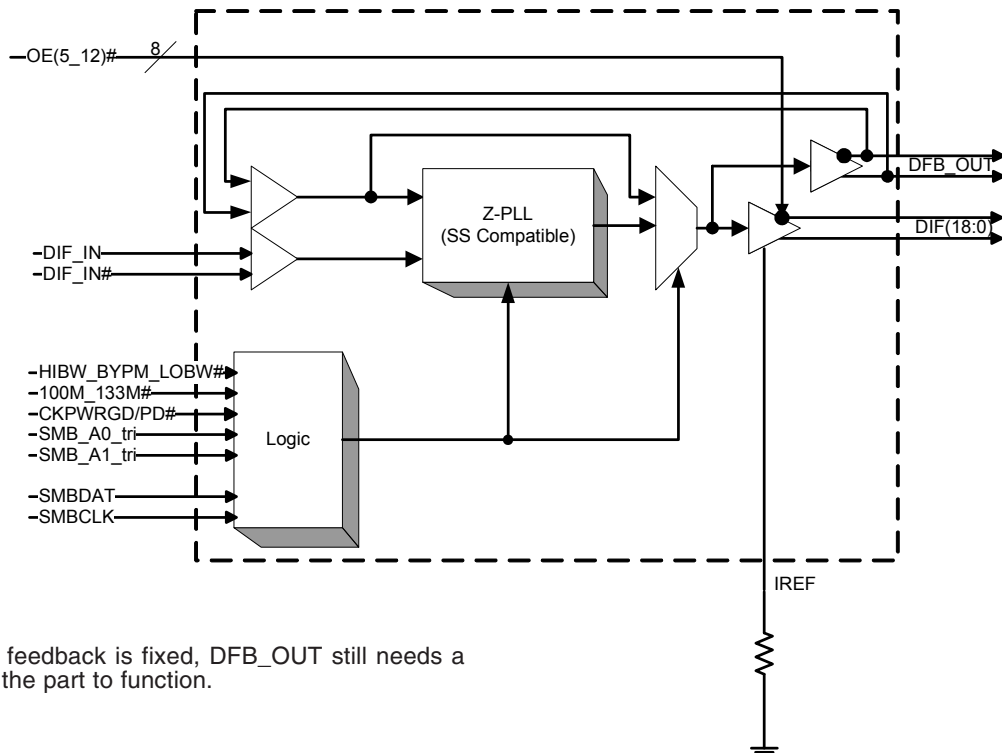 OE(5_12)#
8
DFB_OUT
Z-PLL
(SS Compatible)
DIF(18:0)
DIF_IN
DIF_IN#
HIBW_BYPM_LOBW#
100M_133M#
CKPWRGD/PD#
SMB_A0_tri
SMB_A1_tri
Logic
SMBDAT
SMBCLK
IREF
feedback is fixed, DFB_OUT still needs a
the part to function.